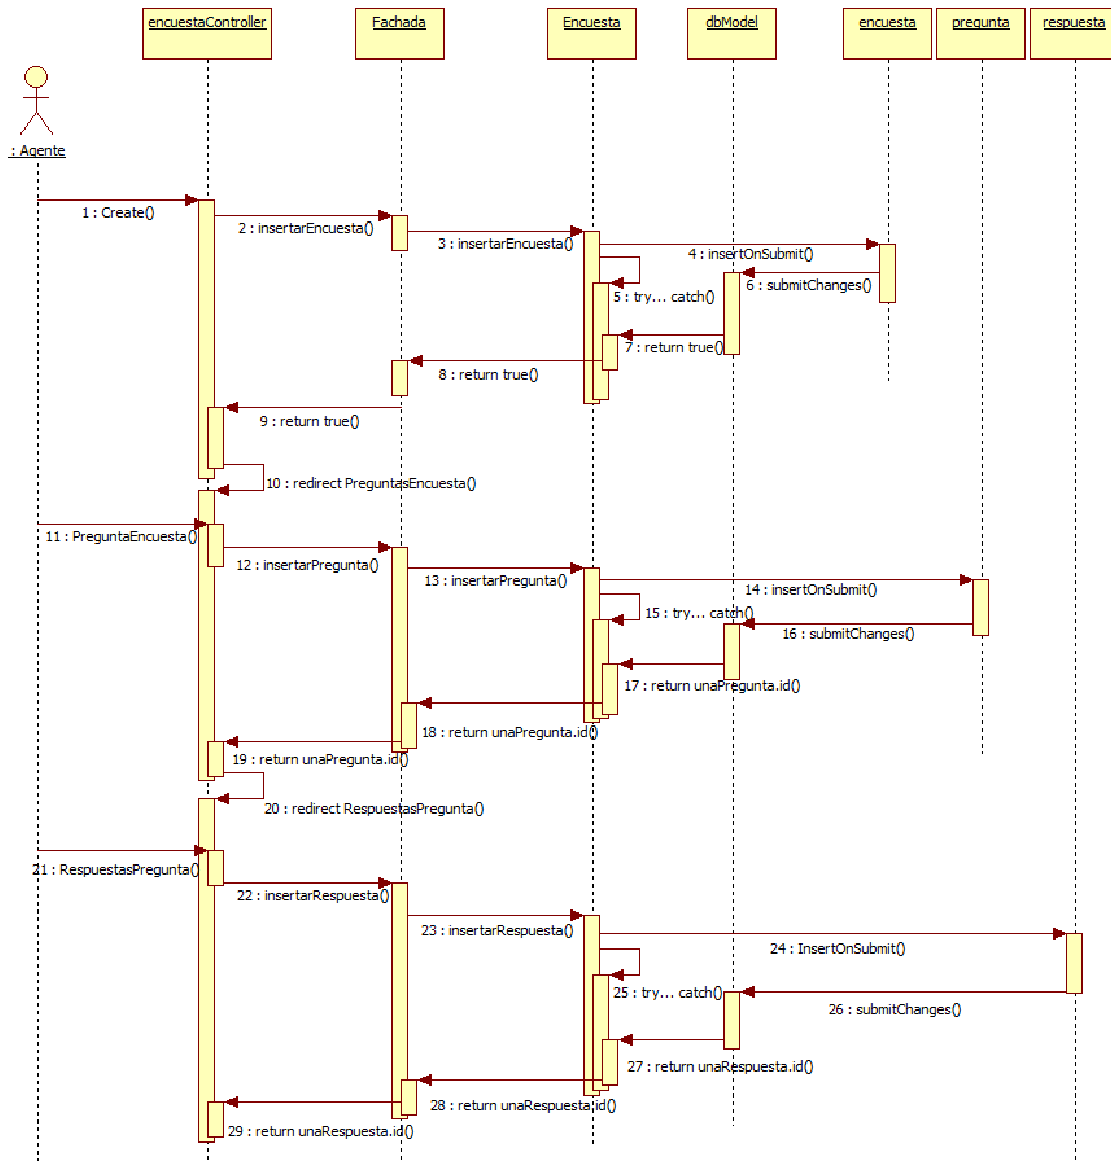 encuestaController
Fachada
Encuesta
dbModel
encuesta
pregunta
respuesta
: Agente
1 : Create()
2 : insertarEncuesta()
3 : insertarEncuesta()
4 : insertOnSubmit()
5 : try... catch()
6 : submitChanges()
7 : return true()
8 : return true()
9 : return true()
10 : redirect PreguntasEncuesta()
11 : PreguntaEncuesta()
12 : insertarPregunta()
13 : insertarPregunta()
14 : insertOnSubmit()
15 : try... catch()
16 : submitChanges()
17 : return unaPregunta.id()
18 : return unaPregunta.id()
19 : return unaPregunta.id()
20 : redirect RespuestasPregunta()
21 : RespuestasPregunta()
22 : insertarRespuesta()
23 : insertarRespuesta()
24 : InsertOnSubmit()
25 : try... catch()
26 : submitChanges()
27 : return unaRespuesta.id()
28 : return unaRespuesta.id()
29 : return unaRespuesta.id()